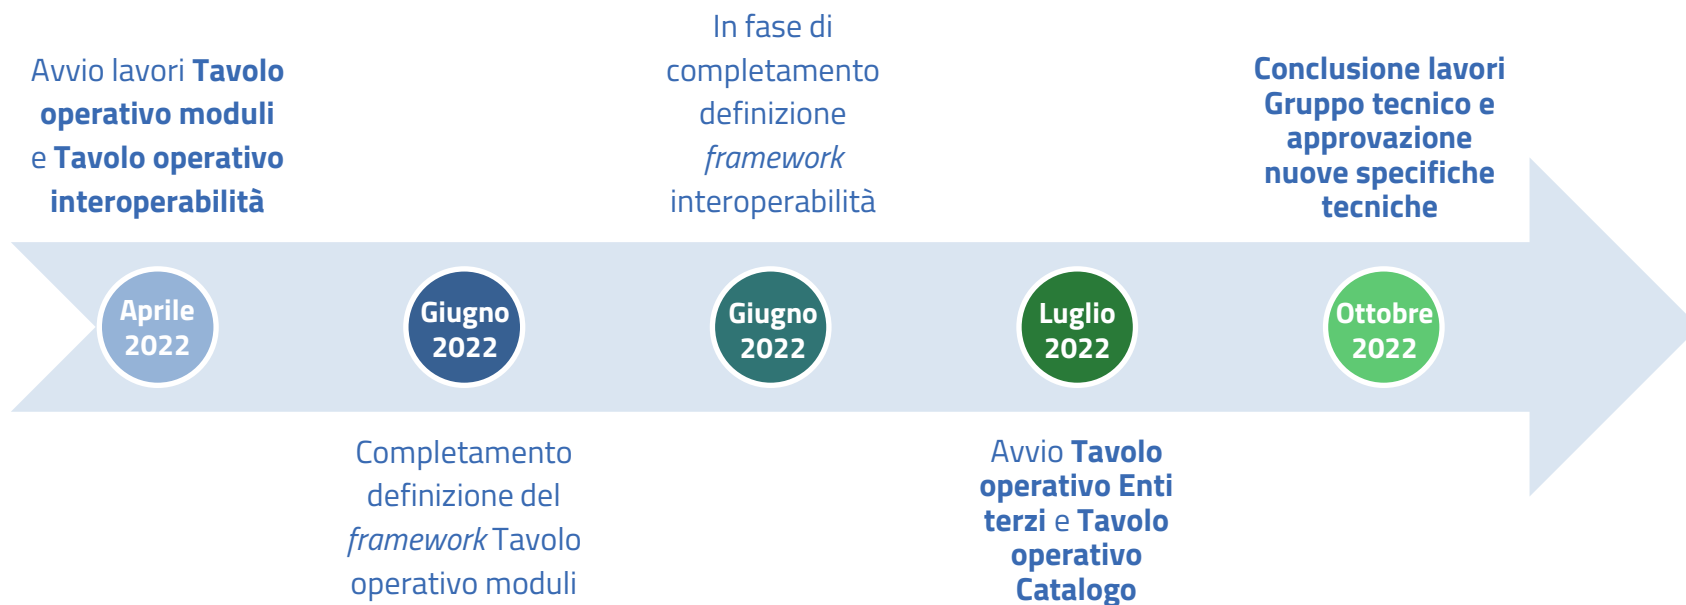 Avvio lavori Tavolo
operativo moduli
e Tavolo operativo
interoperabilità
In fase di
completamento
definizione
framework
interoperabilità
Conclusione lavori
Gruppo tecnico e
approvazione
nuove specifiche
tecniche
Aprile
2022
Giugno
2022
Giugno
2022
Luglio
2022
Ottobre
2022
Completamento
definizione del
framework Tavolo
operativo moduli
Avvio Tavolo
operativo Enti
terzi e Tavolo
operativo
Catalogo